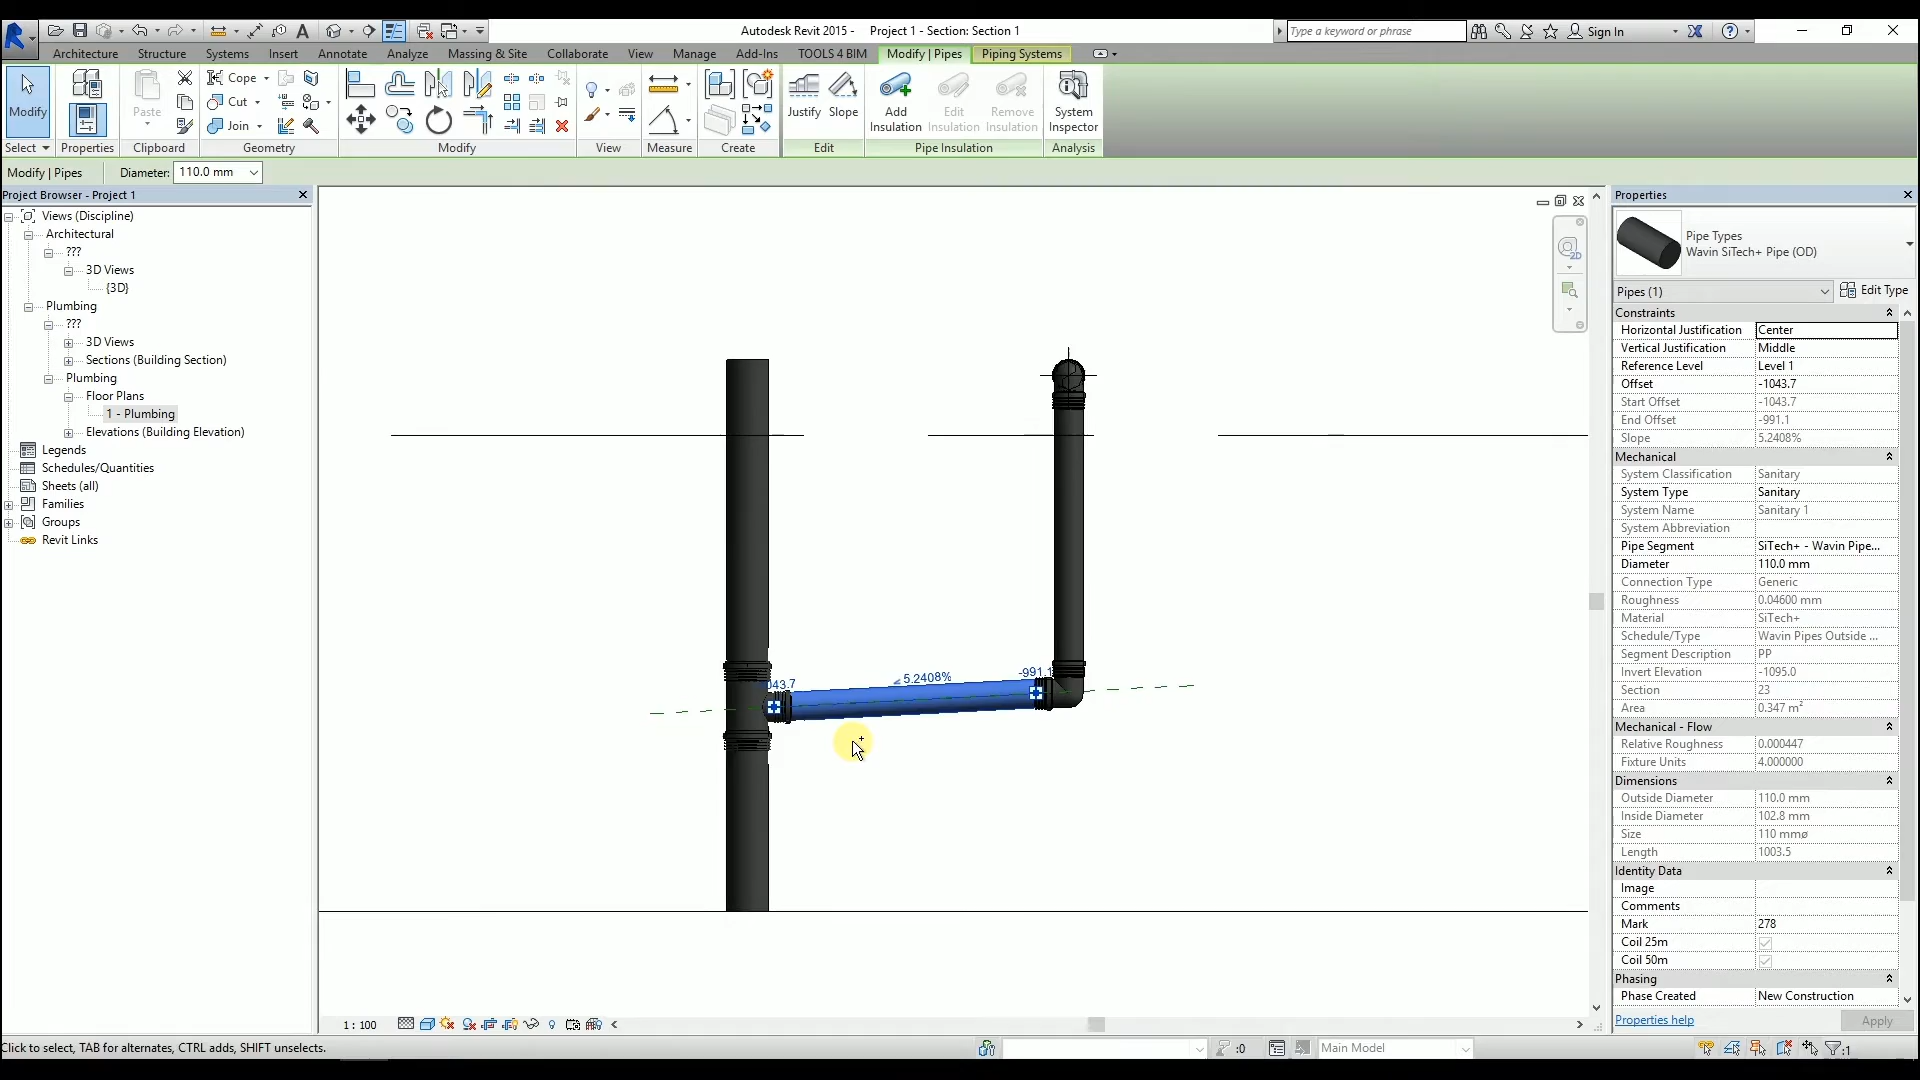 Autodesk Revit 2015 - Project 1 - Section: Section 1
Type a keyword or phrase
Sign In
Architecture Structure Systems Insert Annotate Analyze Massing & Site Collaborate View Manage Add-Ins TOOLS 4 BIM Modify | Pipes Piping Systems
Modify
Paste
Cope
Cut
Join
Justify Slope
Add Insulation
Edit Insulation
Remove Insulation
System Inspector
Select Properties Clipboard Geometry Modify View Measure Create Edit Pipe Insulation Analysis
Modify | Pipes Diameter: 110.0 mm
Project Browser - Project 1
Views (Discipline)
Architectural
???
3D Views
{3D}
Plumbing
???
3D Views
Sections (Building Section)
Plumbing
Floor Plans
1 - Plumbing
Elevations (Building Elevation)
Legends
Schedules/Quantities
Sheets (all)
Families
Groups
Revit Links
2D
043.7
5.2408%
-991.1
Properties
Pipe Types
Wavin SiTech+ Pipe (OD)
Pipes (1) Edit Type
Constraints
Horizontal Justification Center
Vertical Justification Middle
Reference Level Level 1
Offset -1043.7
Start Offset -1043.7
End Offset -991.1
Slope 5.2408%
Mechanical
System Classification Sanitary
System Type Sanitary
System Name Sanitary 1
System Abbreviation
Pipe Segment SiTech+ - Wavin Pipe...
Diameter 110.0 mm
Connection Type Generic
Roughness 0.04600 mm
Material SiTech+
Schedule/Type Wavin Pipes Outside ...
Segment Description PP
Invert Elevation -1095.0
Section 23
Area 0.347 m²
Mechanical - Flow
Relative Roughness 0.000447
Fixture Units 4.000000
Dimensions
Outside Diameter 110.0 mm
Inside Diameter 102.8 mm
Size 110 mmø
Length 1003.5
Identity Data
Image
Comments
Mark 278
Coil 25m
Coil 50m
Phasing
Phase Created New Construction
Properties help Apply
1 : 100
Click to select, TAB for alternates, CTRL adds, SHIFT unselects.
:0
Main Model
:1